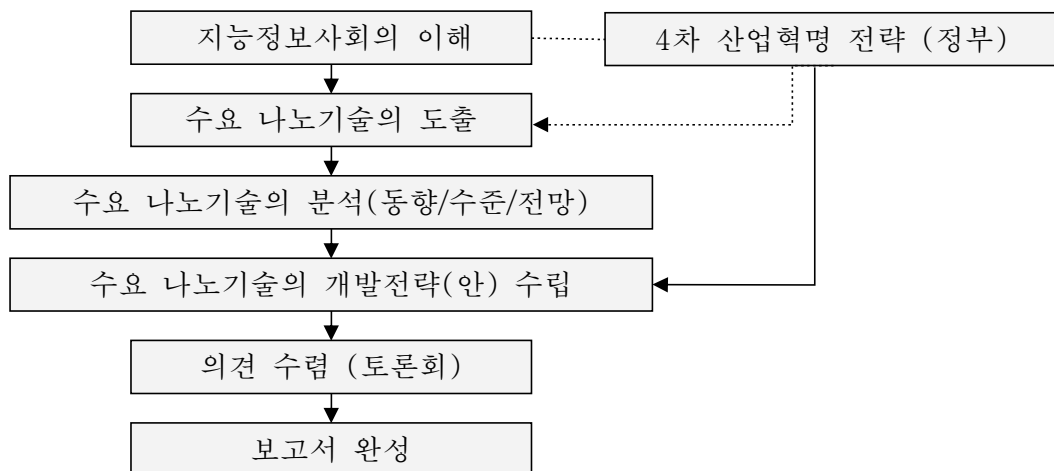 지능정보사회의 이해
4차 산업혁명 전략 (정부)
수요 나노기술의 도출
수요 나노기술의 분석(동향/수준/전망)
수요 나노기술의 개발전략(안) 수립
의견 수렴 (토론회)
보고서 완성